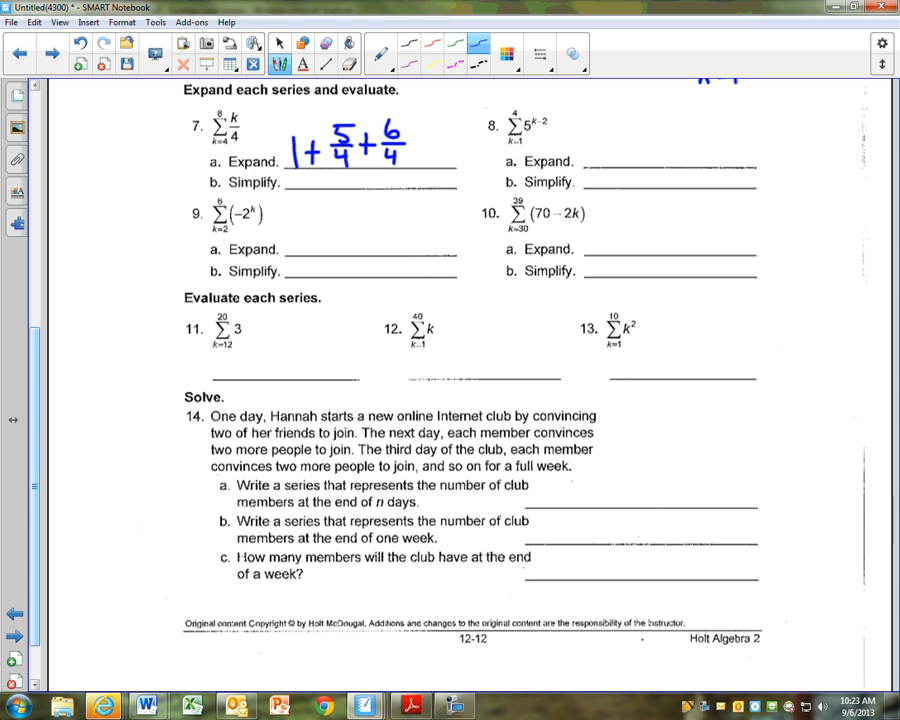 Untitled(4300) * - SMART Notebook
File Edit View Insert Format Tools Add-ons Help
Expand each series and evaluate.
7. 8 Σ k=4 k/4
1 + 5/4 + 6/4
a. Expand.
b. Simplify.
8. 4 Σ k=1 5^(k–2)
a. Expand.
b. Simplify.
9. 6 Σ k=2 (–2^k)
a. Expand.
b. Simplify.
10. 39 Σ k=30 (70 – 2k)
a. Expand.
b. Simplify.
Evaluate each series.
11. 20 Σ k=12 3
12. 40 Σ k=1 k
13. 10 Σ k=1 k²
Solve.
14. One day, Hannah starts a new online Internet club by convincing
two of her friends to join. The next day, each member convinces
two more people to join. The third day of the club, each member
convinces two more people to join, and so on for a full week.
a. Write a series that represents the number of club
members at the end of n days.
b. Write a series that represents the number of club
members at the end of one week.
c. How many members will the club have at the end
of a week?
Original content Copyright © by Holt McDougal, Additions and changes to the original content are the responsibility of the instructor.
12-12
Holt Algebra 2
10:23 AM
9/6/2013